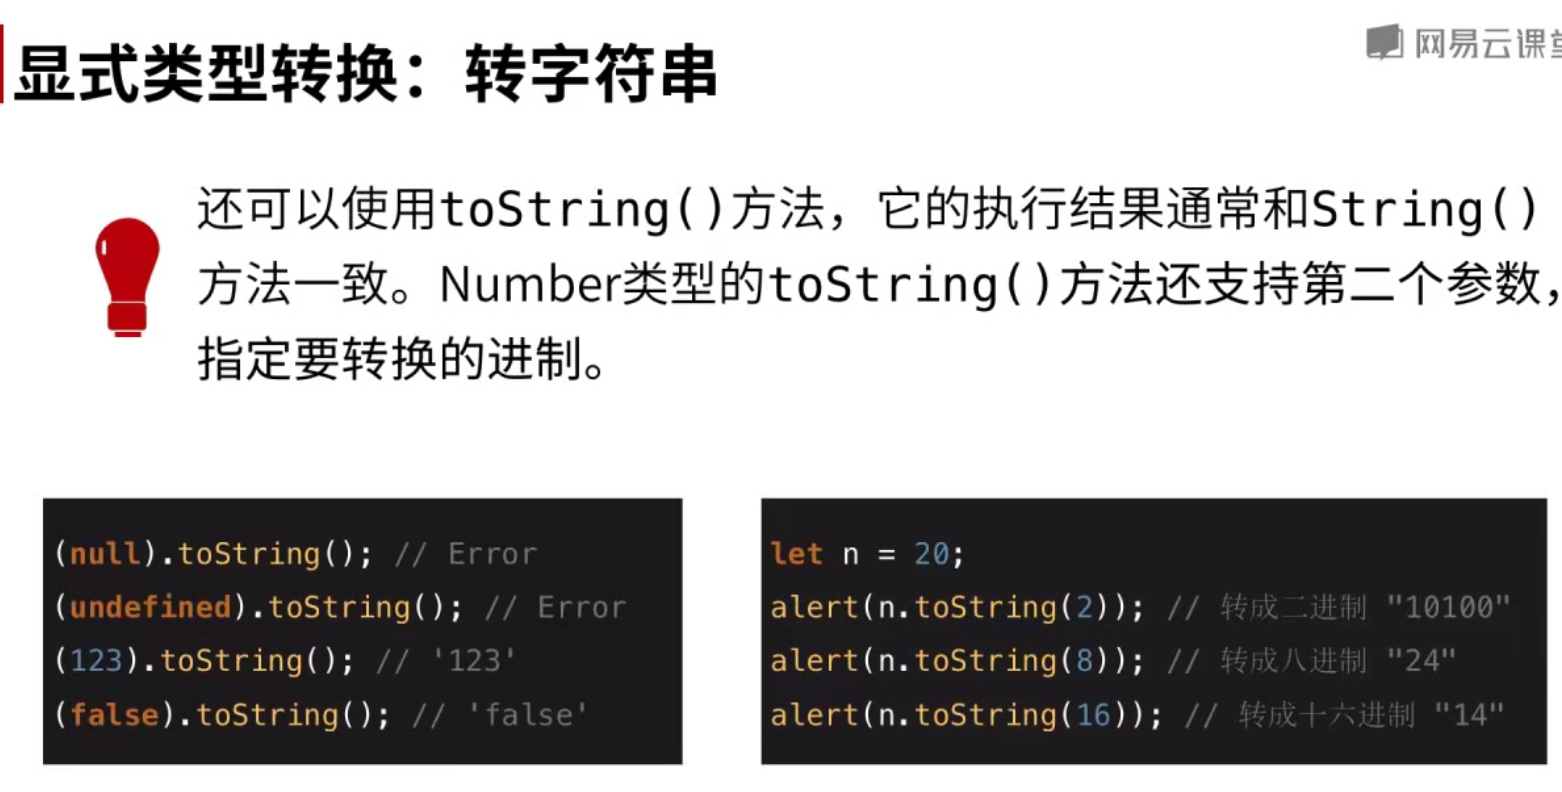 显式类型转换：转字符串
网易云课堂
还可以使用toString()方法，它的执行结果通常和String()
方法一致。Number类型的toString()方法还支持第二个参数，
指定要转换的进制。
(null).toString(); // Error
(undefined).toString(); // Error
(123).toString(); // '123'
(false).toString(); // 'false'
let n = 20;
alert(n.toString(2)); // 转成二进制 "10100"
alert(n.toString(8)); // 转成八进制 "24"
alert(n.toString(16)); // 转成十六进制 "14"